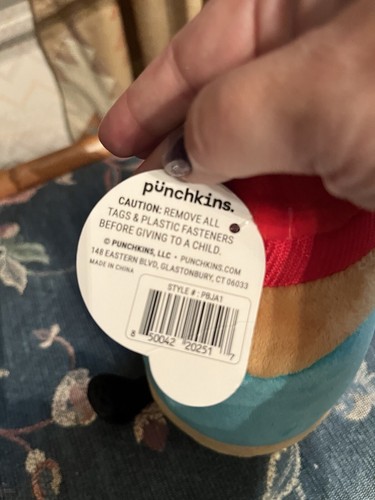 pünchkins.
CAUTION: REMOVE ALL
TAGS & PLASTIC FASTENERS
BEFORE GIVING TO A CHILD.
© PUNCHKINS, LLC • PUNCHKINS.COM
148 EASTERN BLVD, GLASTONBURY, CT 06033
MADE IN CHINA
STYLE # : PBJA1
8 50042 20251 7